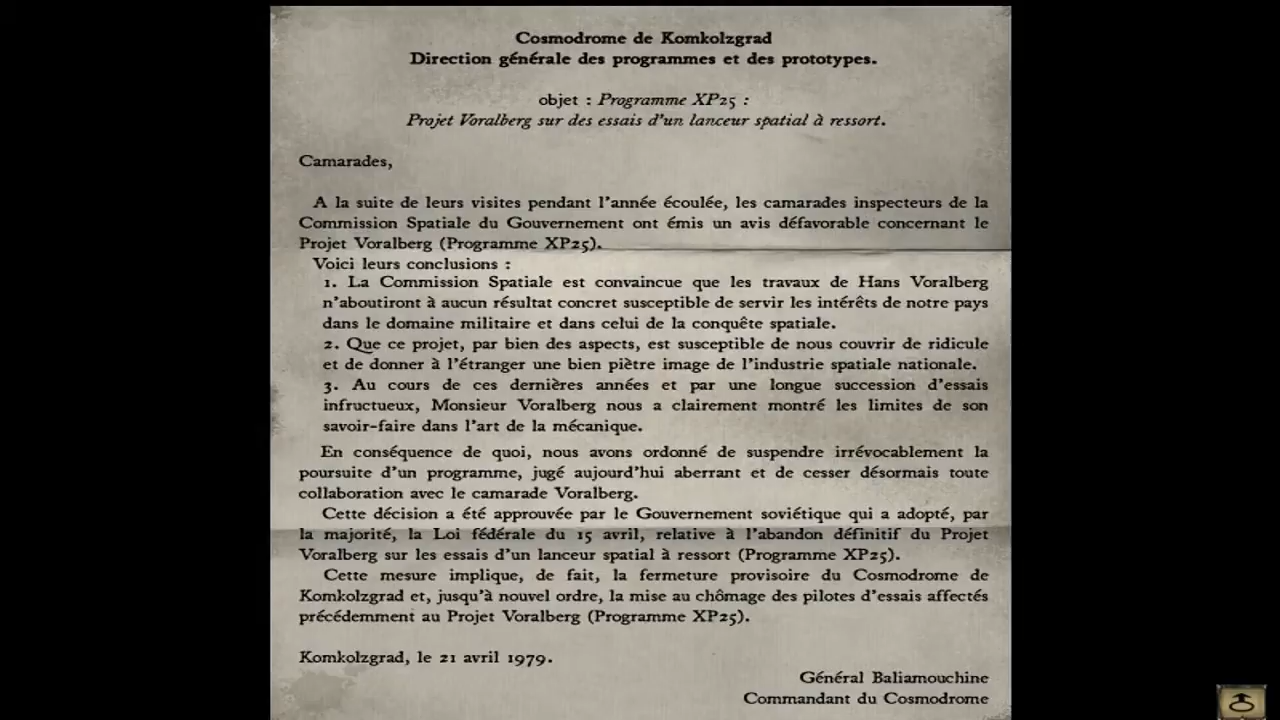 Cosmodrome de Komkolzgrad
Direction générale des programmes et des prototypes.
objet : Programme XP25 :
Projet Voralberg sur des essais d'un lanceur spatial à ressort.
Camarades,
A la suite de leurs visites pendant l'année écoulée, les camarades inspecteurs de la
Commission Spatiale du Gouvernement ont émis un avis défavorable concernant le
Projet Voralberg (Programme XP25).
Voici leurs conclusions :
1. La Commission Spatiale est convaincue que les travaux de Hans Voralberg
n'aboutiront à aucun résultat concret susceptible de servir les intérêts de notre pays
dans le domaine militaire et dans celui de la conquête spatiale.
2. Que ce projet, par bien des aspects, est susceptible de nous couvrir de ridicule
et de donner à l'étranger une bien piètre image de l'industrie spatiale nationale.
3. Au cours de ces dernières années et par une longue succession d'essais
infructueux, Monsieur Voralberg nous a clairement montré les limites de son
savoir-faire dans l'art de la mécanique.
En conséquence de quoi, nous avons ordonné de suspendre irrévocablement la
poursuite d'un programme, jugé aujourd'hui aberrant et de cesser désormais toute
collaboration avec le camarade Voralberg.
Cette décision a été approuvée par le Gouvernement soviétique qui a adopté, par
la majorité, la Loi fédérale du 15 avril, relative à l'abandon définitif du Projet
Voralberg sur les essais d'un lanceur spatial à ressort (Programme XP25).
Cette mesure implique, de fait, la fermeture provisoire du Cosmodrome de
Komkolzgrad et, jusqu'à nouvel ordre, la mise au chômage des pilotes d'essais affectés
précédemment au Projet Voralberg (Programme XP25).
Komkolzgrad, le 21 avril 1979.
Général Baliamouchine
Commandant du Cosmodrome